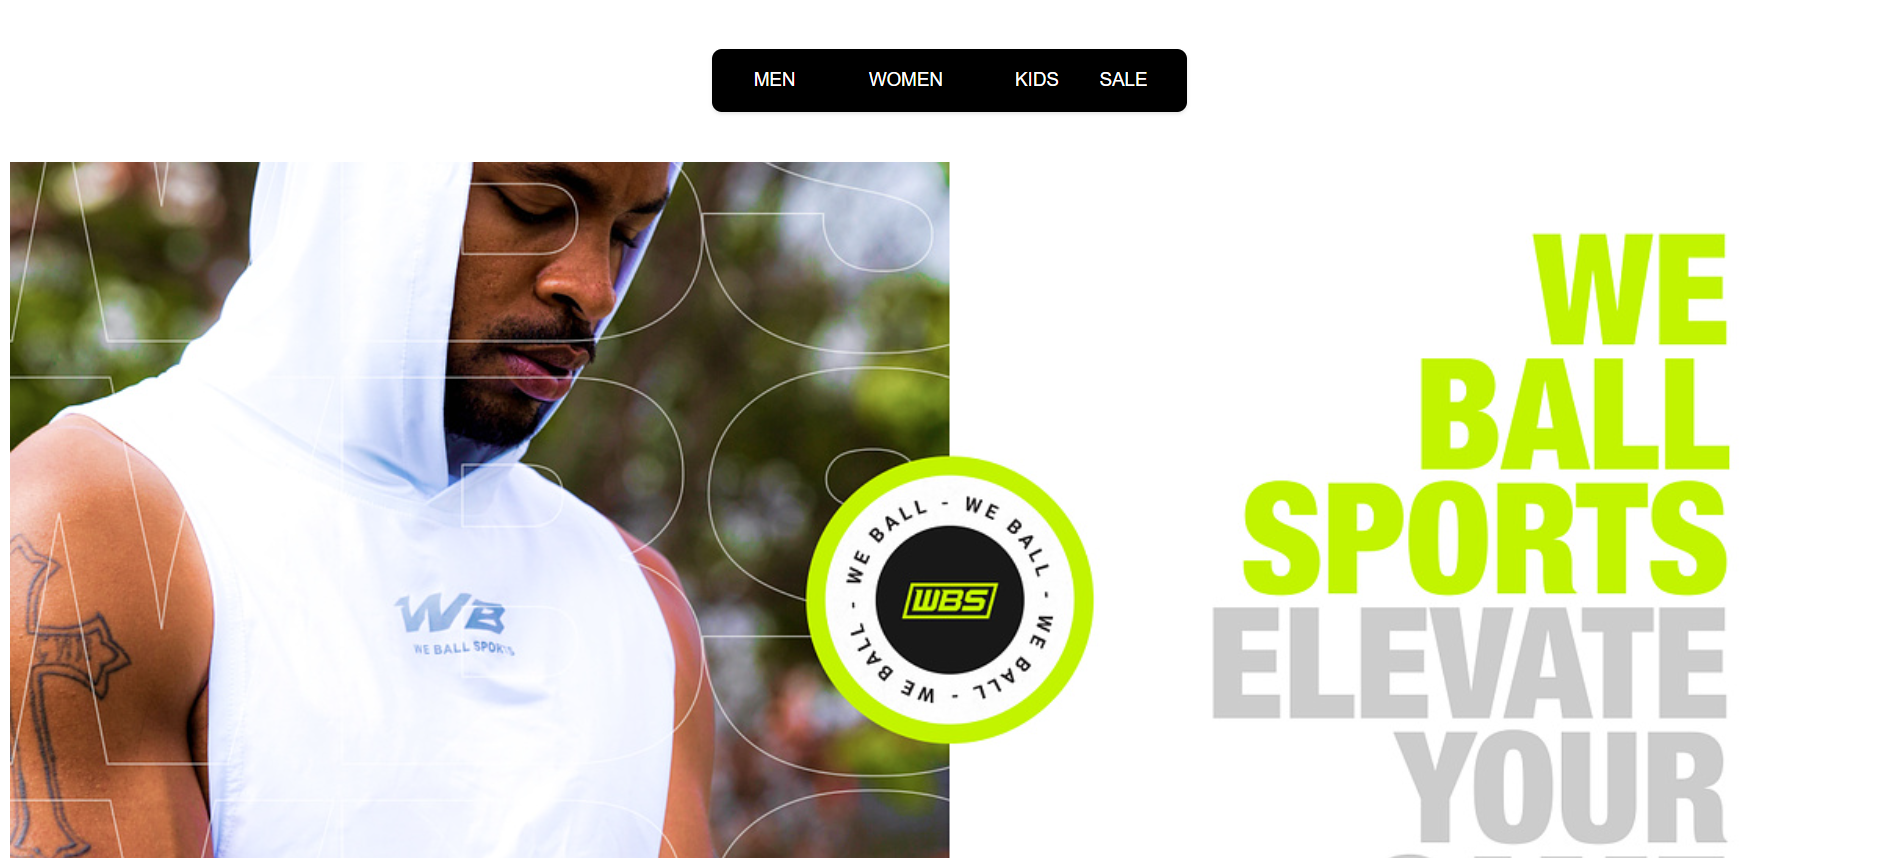 MEN WOMEN KIDS SALE
WE
BALL
SPORTS
ELEVATE
YOUR
WB
WE BALL SPORTS
WE BALL - WE BALL - WE BALL - WE BALL -
WBS